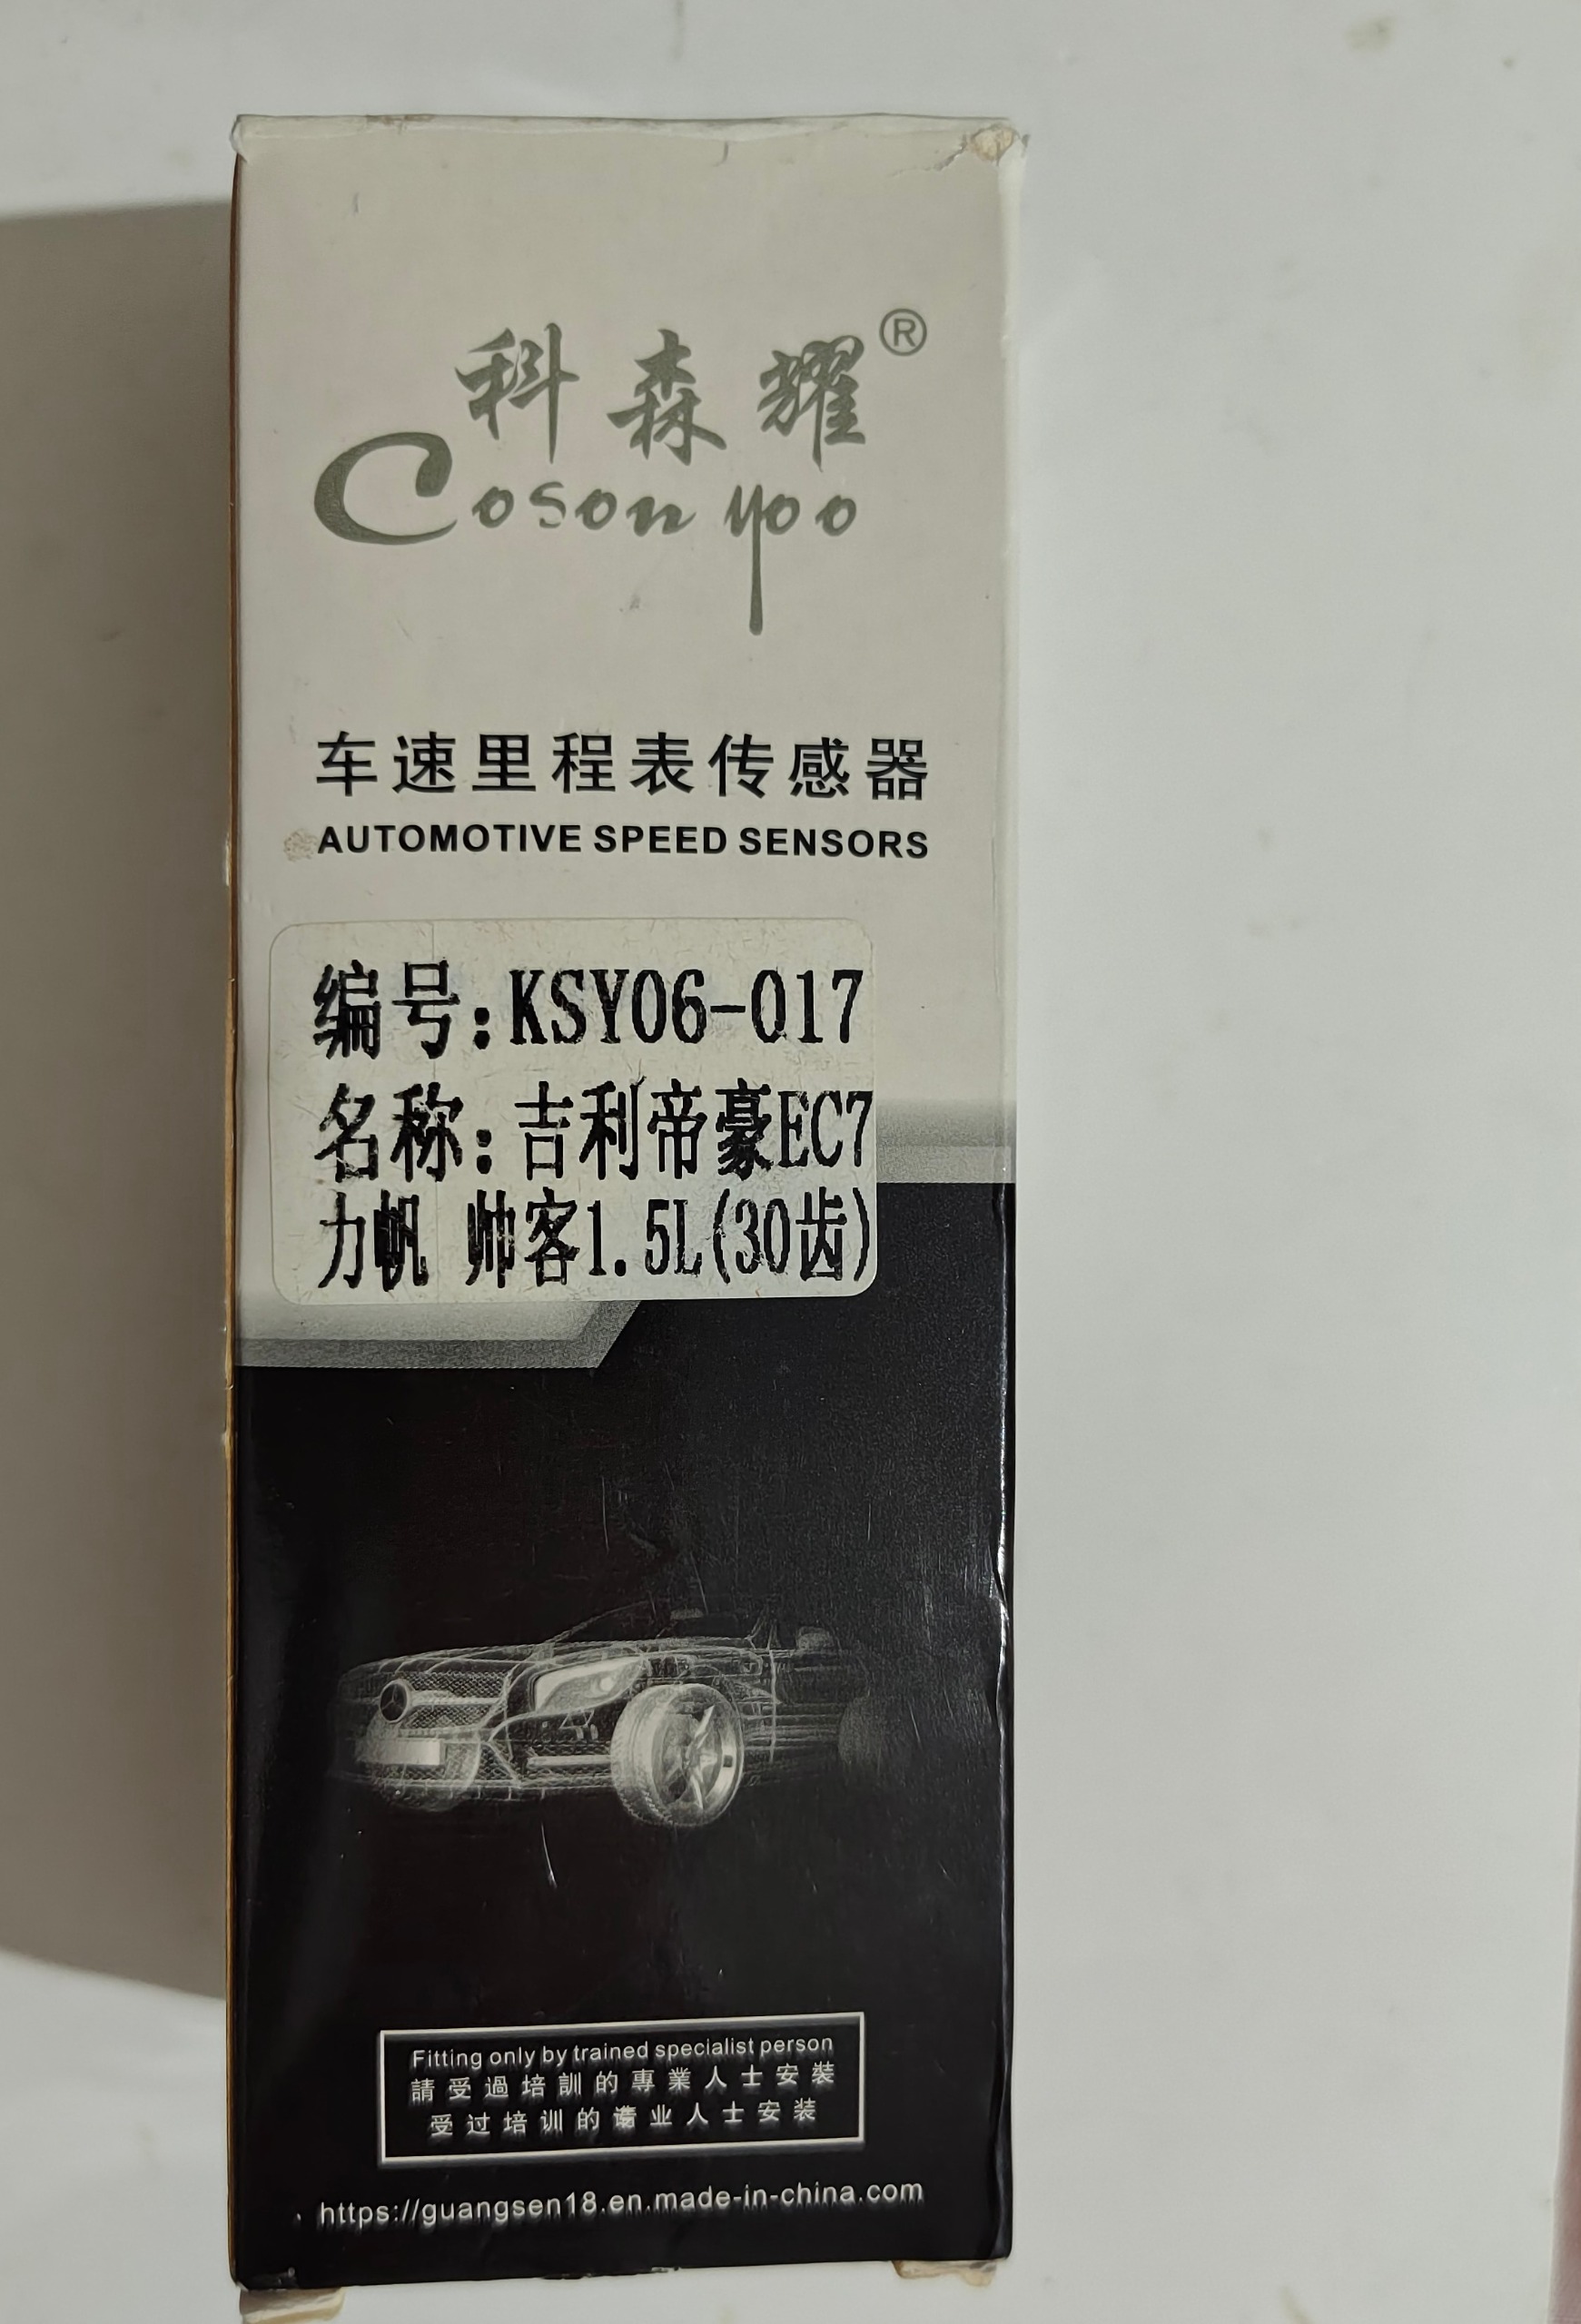 科森耀®
Coson yoo
车速里程表传感器
AUTOMOTIVE SPEED SENSORS
编号:KSY06-017
名称:吉利帝豪EC7
力帆 帅客1.5L(30齿)
Fitting only by trained specialist person
請受過培訓的專業人士安裝
受过培训的 业人士安装
https://guangsen18.en.made-in-china.com